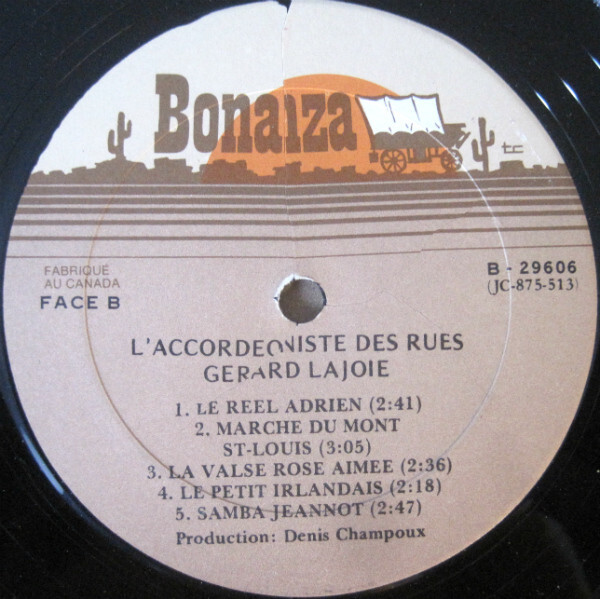 Bonanza
FABRIQUÉ
AU CANADA
FACE B
B - 29606
(JC-875-513)
L'ACCORDEONISTE DES RUES
GERARD LAJOIE
1. LE REEL ADRIEN (2:41)
2. MARCHE DU MONT
ST-LOUIS (3:05)
3. LA VALSE ROSE AIMEE (2:36)
4. LE PETIT IRLANDAIS (2:18)
5. SAMBA JEANNOT (2:47)
Production: Denis Champoux